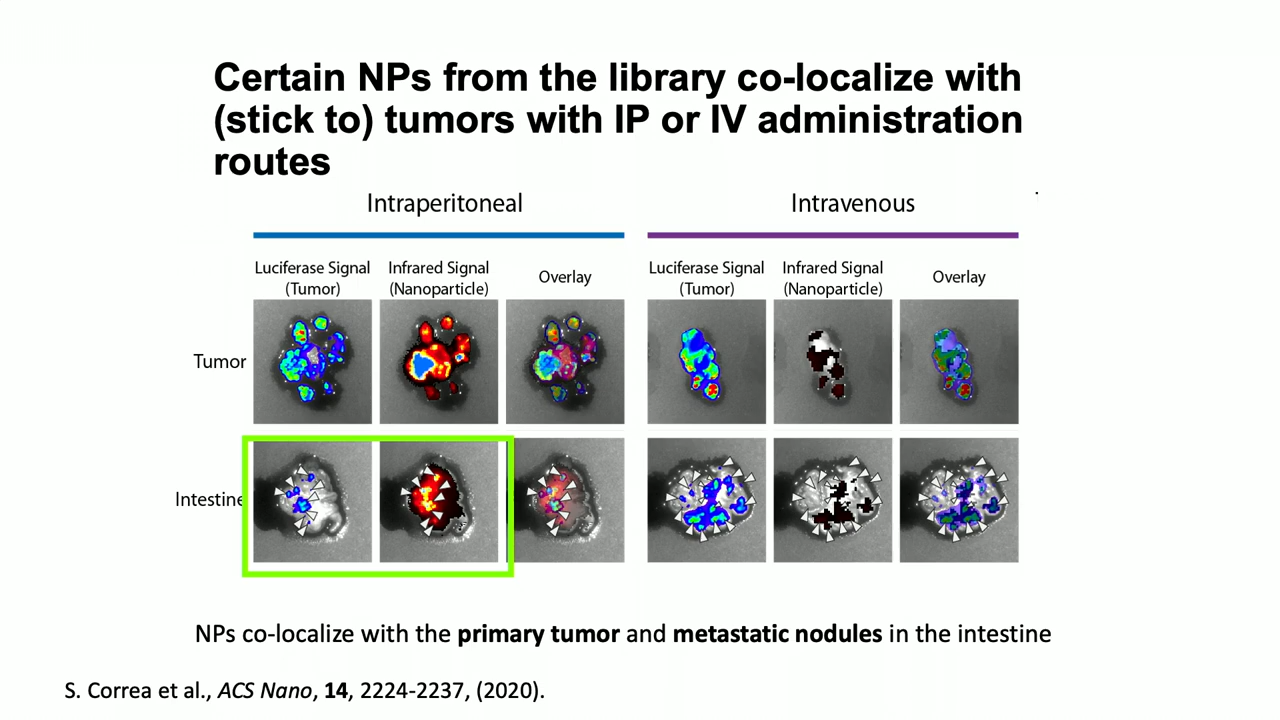 Certain NPs from the library co-localize with
(stick to) tumors with IP or IV administration
routes
Intraperitoneal
Intravenous
Luciferase Signal
(Tumor)
Infrared Signal
(Nanoparticle)
Overlay
Luciferase Signal
(Tumor)
Infrared Signal
(Nanoparticle)
Overlay
Tumor
Intestine
NPs co-localize with the primary tumor and metastatic nodules in the intestine
S. Correa et al., ACS Nano, 14, 2224-2237, (2020).